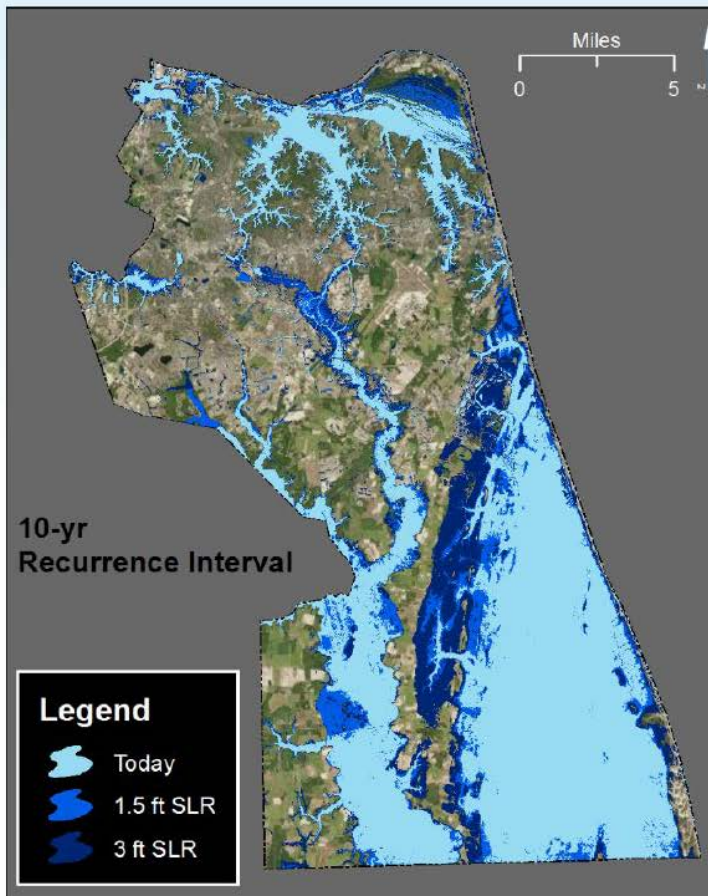 Miles
0 5
10-yr
Recurrence Interval
Legend
Today
1.5 ft SLR
3 ft SLR